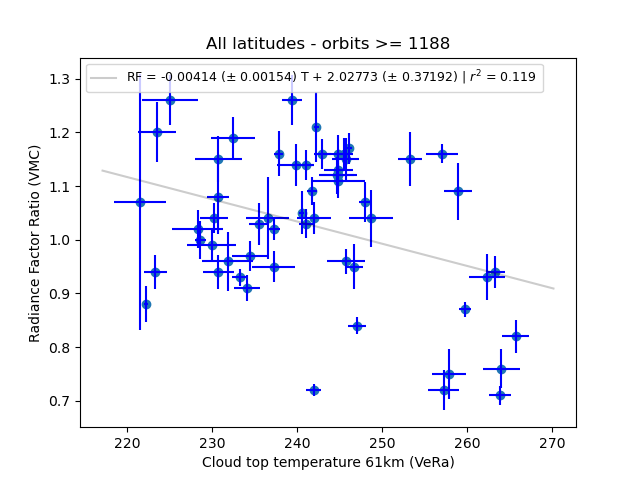 All latitudes - orbits >= 1188
RF = -0.00414 (± 0.00154) T + 2.02773 (± 0.37192) | r² = 0.119
1.3
1.2
1.1
1.0
0.9
0.8
0.7
Radiance Factor Ratio (VMC)
220 230 240 250 260 270
Cloud top temperature 61km (VeRa)